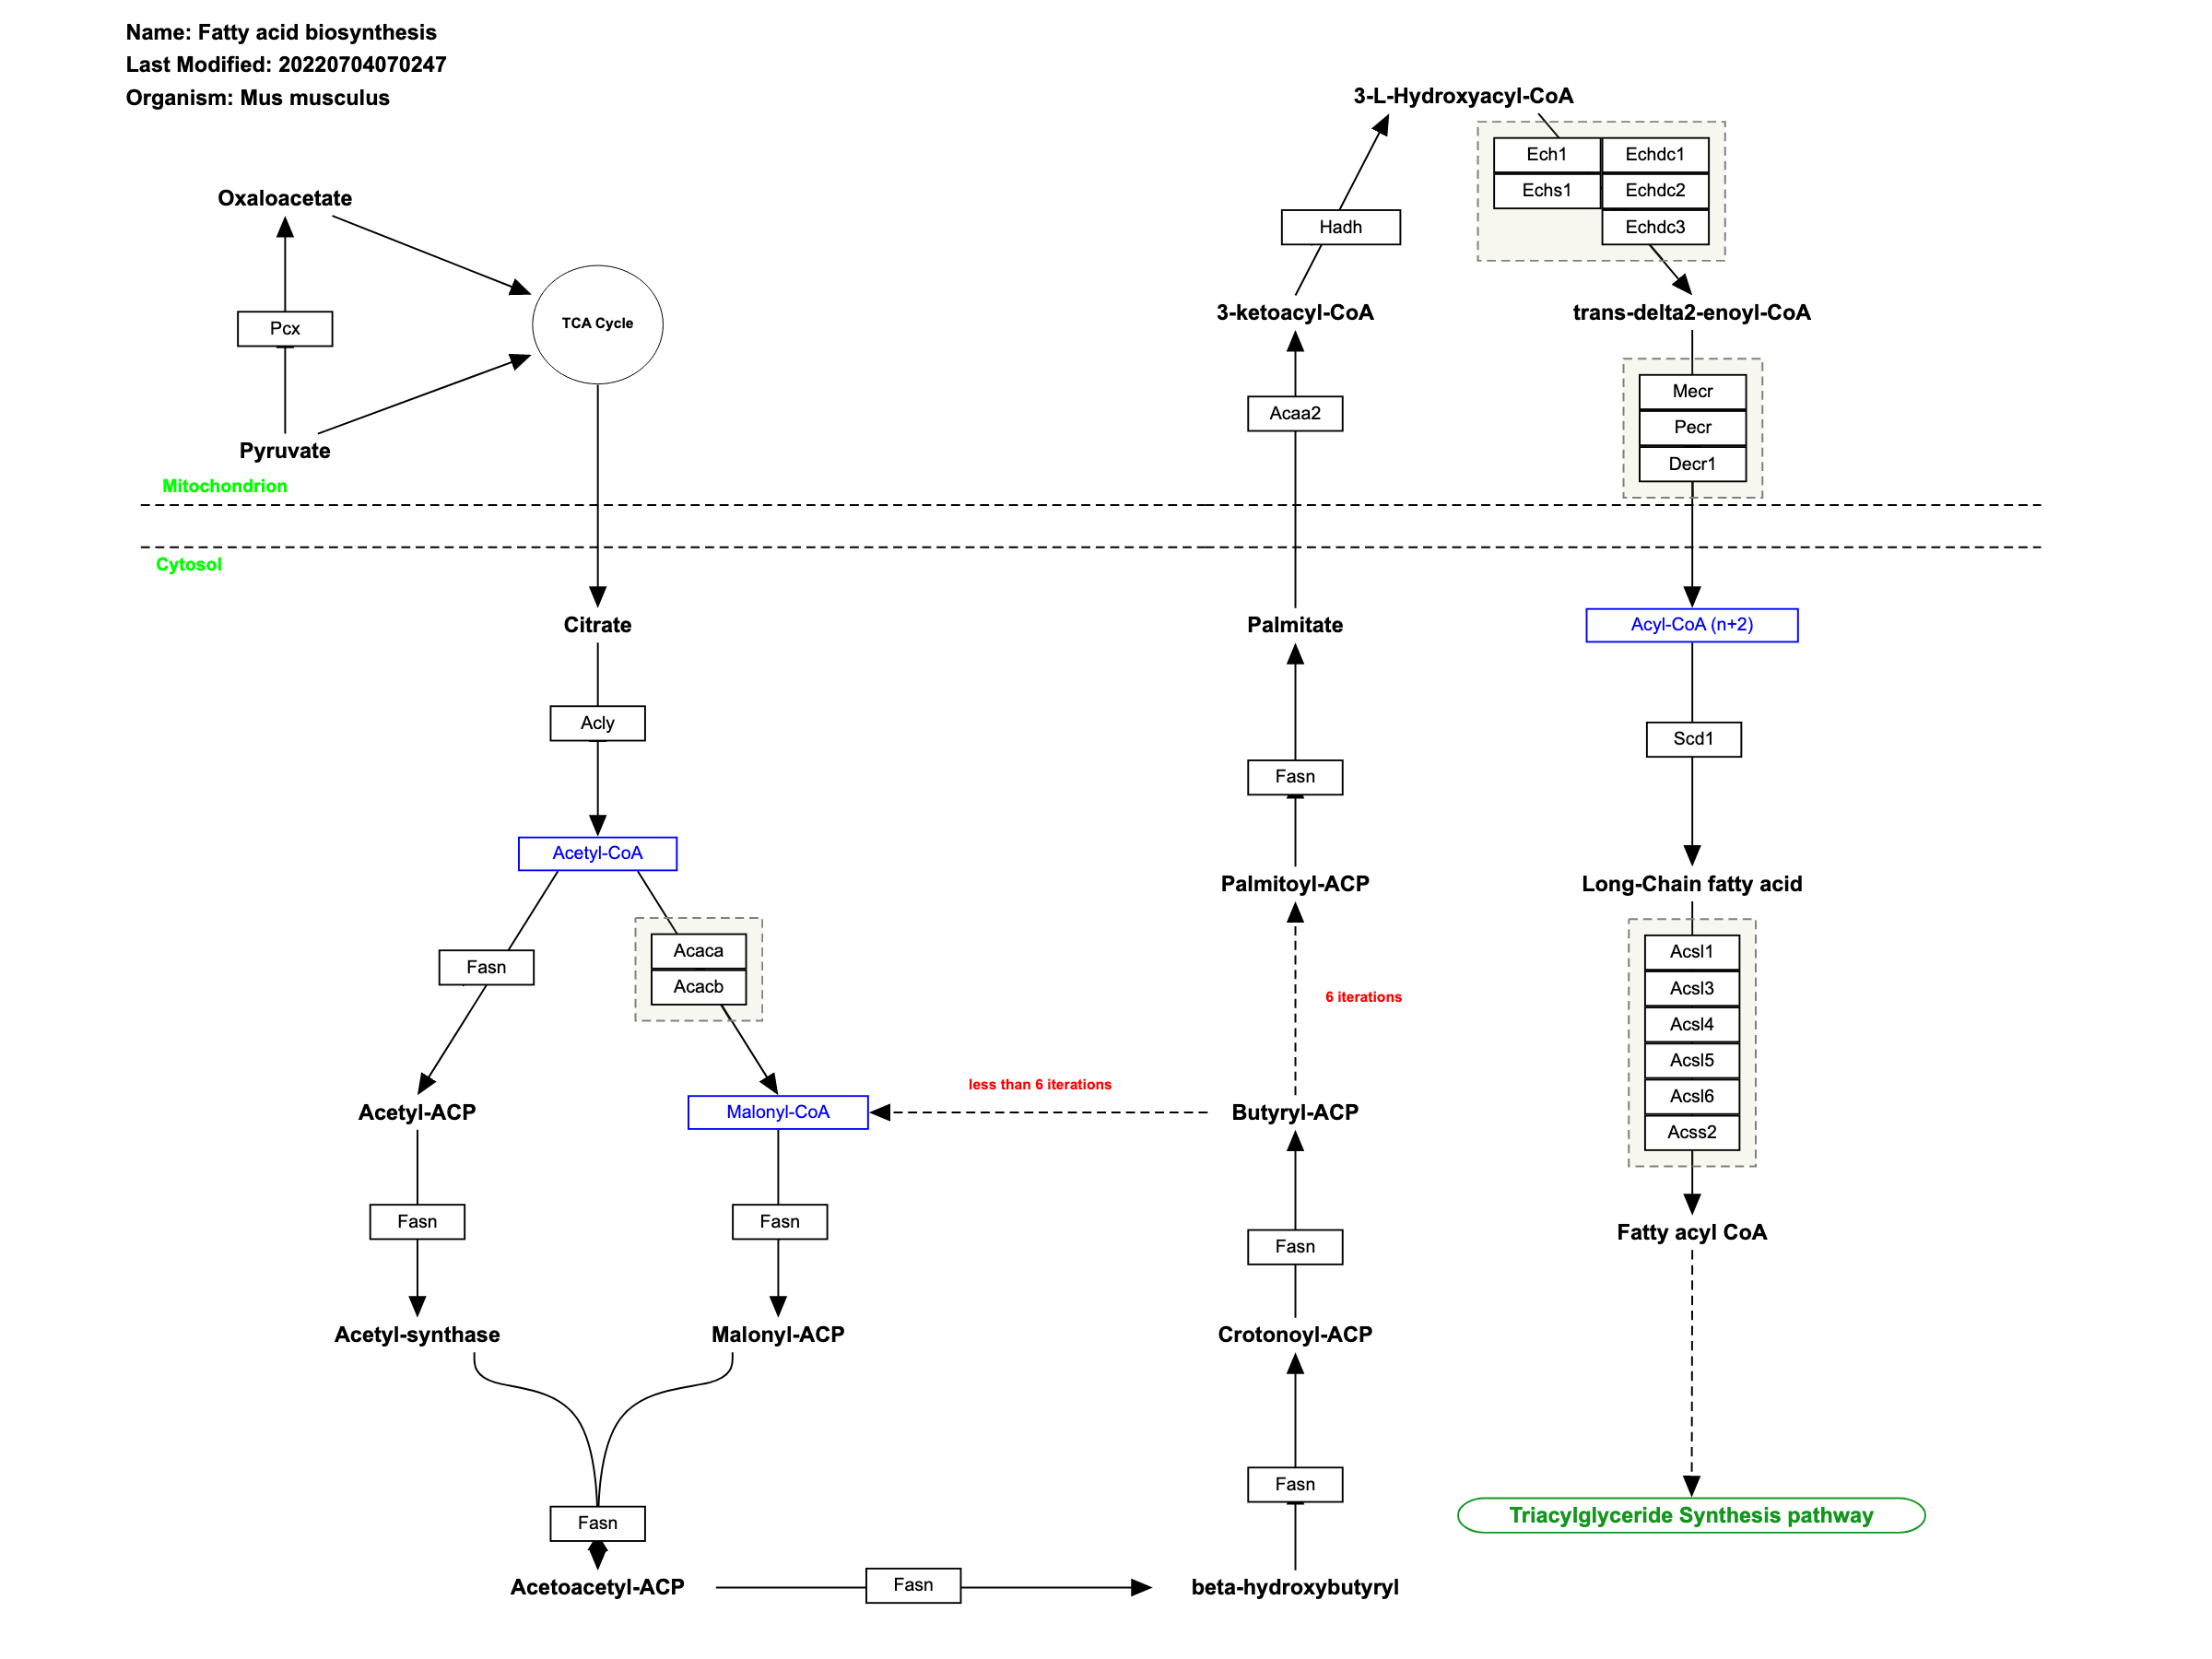 Name: Fatty acid biosynthesis
Last Modified: 20220704070247
Organism: Mus musculus
Oxaloacetate
Pcx
TCA Cycle
Pyruvate
Mitochondrion
Cytosol
Citrate
Acly
Acetyl-CoA
Fasn
Acaca
Acacb
Acetyl-ACP
Malonyl-CoA
less than 6 iterations
Fasn
Fasn
Acetyl-synthase
Malonyl-ACP
Fasn
Acetoacetyl-ACP
Fasn
beta-hydroxybutyryl
Fasn
Crotonoyl-ACP
Fasn
Butyryl-ACP
6 iterations
Palmitoyl-ACP
Fasn
Palmitate
Acaa2
3-ketoacyl-CoA
Hadh
3-L-Hydroxyacyl-CoA
Ech1
Echdc1
Echs1
Echdc2
Echdc3
trans-delta2-enoyl-CoA
Mecr
Pecr
Decr1
Acyl-CoA (n+2)
Scd1
Long-Chain fatty acid
Acsl1
Acsl3
Acsl4
Acsl5
Acsl6
Acss2
Fatty acyl CoA
Triacylglyceride Synthesis pathway